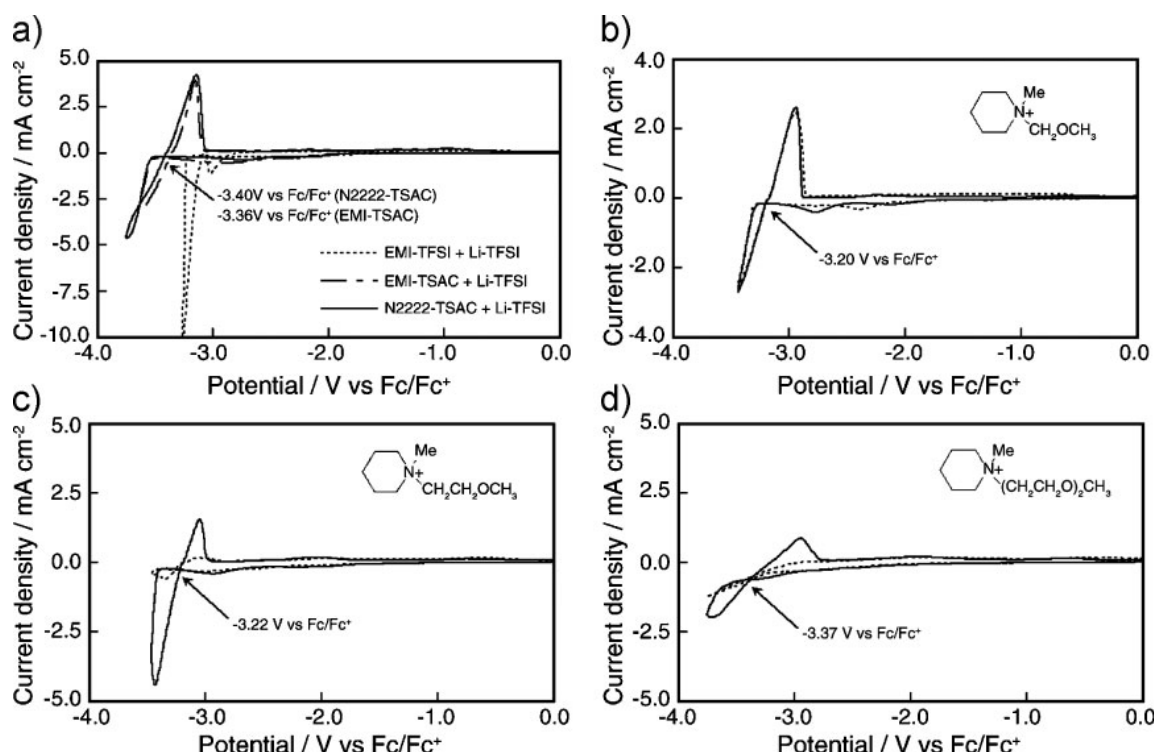 a)
Current density / mA cm⁻²
5.0
2.5
0.0
-2.5
-5.0
-7.5
-10.0
-3.40V vs Fc/Fc⁺ (N2222-TSAC)
-3.36V vs Fc/Fc⁺ (EMI-TSAC)
EMI-TFSI + Li-TFSI
EMI-TSAC + Li-TFSI
N2222-TSAC + Li-TFSI
-4.0 -3.0 -2.0 -1.0 0.0
Potential / V vs Fc/Fc⁺
b)
Current density / mA cm⁻²
4.0
2.0
0.0
-2.0
4.0
Me
N+
CH₂OCH₃
-3.20 V vs Fc/Fc⁺
-4.0 -3.0 -2.0 -1.0 0.0
Potential / V vs Fc/Fc⁺
c)
Current density / mA cm⁻²
5.0
2.5
0.0
-2.5
-5.0
Me
N+
CH₂CH₂OCH₃
-3.22 V vs Fc/Fc⁺
-4.0 -3.0 -2.0 -1.0 0.0
Potential / V vs Fc/Fc⁺
d)
Current density / mA cm⁻²
5.0
2.5
0.0
-2.5
5.0
Me
N+
(CH₂CH₂O)₂CH₃
-3.37 V vs Fc/Fc⁺
-4.0 -3.0 -2.0 -1.0 0.0
Potential / V vs Fc/Fc⁺